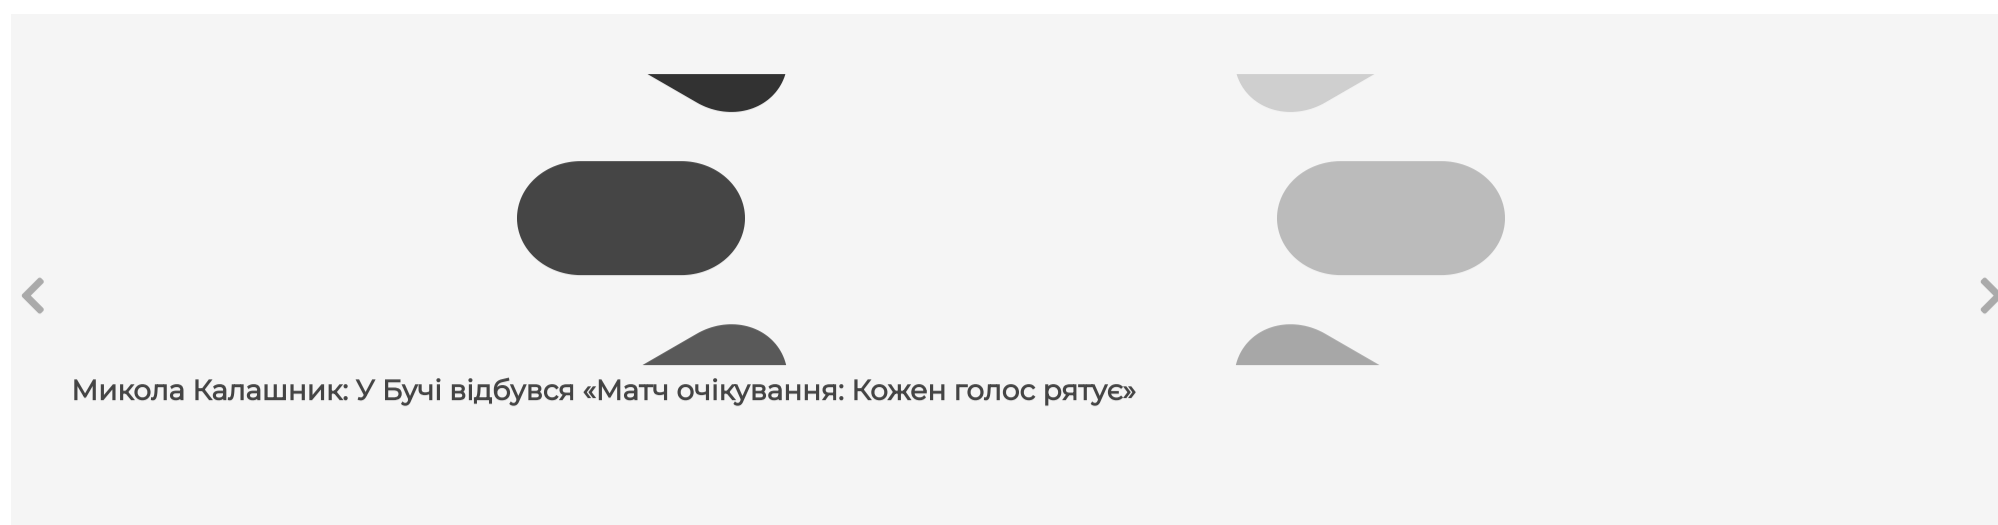 Микола Калашник: У Бучі відбувся «Матч очікування: Кожен голос рятує»